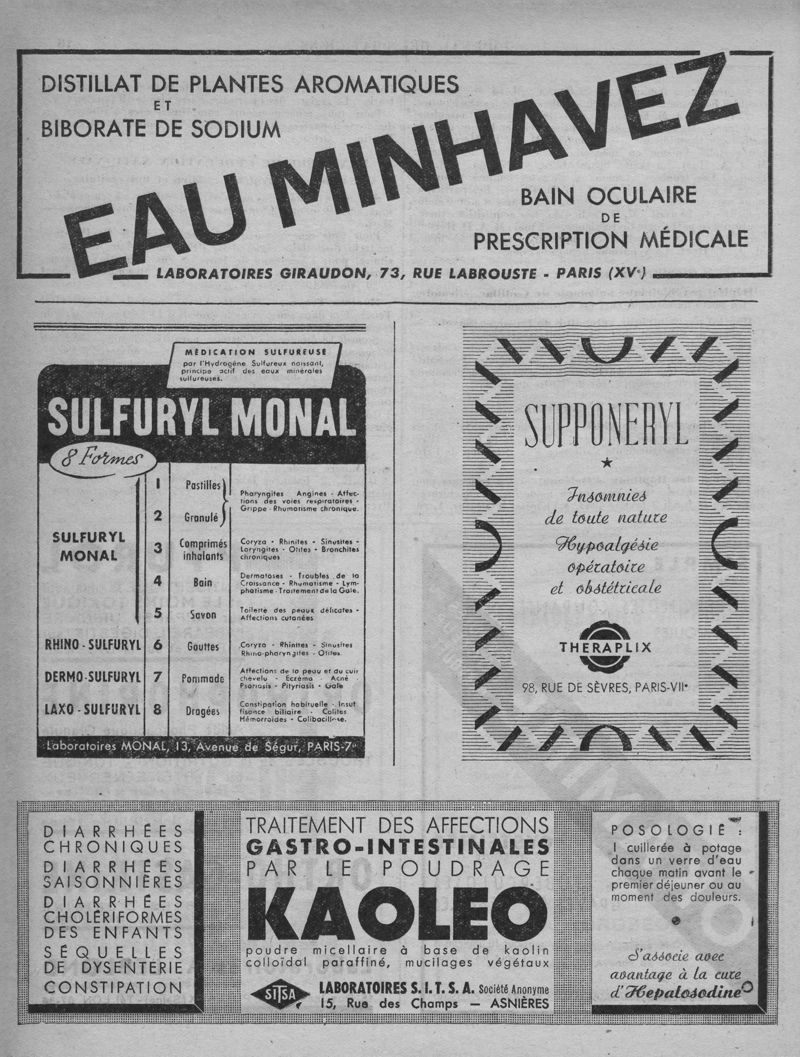 DISTILLAT DE PLANTES AROMATIQUES
ET
BIBORATE DE SODIUM
EAU MINHAVEZ
BAIN OCULAIRE
DE
PRESCRIPTION MÉDICALE
LABORATOIRES GIRAUDON, 73, RUE LABROUSTE - PARIS (XVe)
MÉDICATION SULFUREUSE
par l'Hydrogène Sulfureux naissant,
principe actif des eaux minérales
sulfureuses.
SULFURYL MONAL
8 Formes
SULFURYL
MONAL
1 Pastilles
2 Granulé
Pharyngites Angines - Affec-
tions des voies respiratoires -
Grippe - Rhumatisme chronique.
3 Comprimés
inhalants
Coryza - Rhinites - Sinusites -
Laryngites - Otites - Bronchites
chroniques
4 Bain
Dermatoses - Troubles de la
Croissance - Rhumatisme - Lym-
phatisme - Traitement de la Gale.
5 Savon
Toilette des peaux délicates -
Affections cutanées
RHINO-SULFURYL 6 Gouttes
Coryza - Rhinites - Sinusites
Rhino-pharyngites - Otites.
DERMO-SULFURYL 7 Pommade
Affections de la peau et du cuir
chevelu - Eczéma - Acné
Psoriasis - Pityriasis - Gale
LAXO-SULFURYL 8 Dragées
Constipation habituelle - Insuf
fisance biliaire - Colites
Hémorroïdes - Colibacillose.
Laboratoires MONAL, 13, Avenue de Ségur, PARIS-7e
SUPPONERYL
Insomnies
de toute nature
Hypoalgésie
opératoire
et obstétricale
THERAPLIX
98, RUE DE SÈVRES, PARIS-VIIe
DIARRHÉES
CHRONIQUES
DIARRHÉES
SAISONNIÈRES
DIARRHÉES
CHOLÉRIFORMES
DES ENFANTS
SÉQUELLES
DE DYSENTERIE
CONSTIPATION
TRAITEMENT DES AFFECTIONS
GASTRO-INTESTINALES
PAR LE POUDRAGE
KAOLEO
poudre micellaire à base de kaolin
colloïdal paraffiné, mucilages végétaux
SITSA
LABORATOIRES S.I.T.S.A. Société Anonyme
15, Rue des Champs — ASNIÈRES
POSOLOGIE :
1 cuillerée à potage
dans un verre d'eau
chaque matin avant le
premier déjeuner ou au
moment des douleurs.
S'associe avec
avantage à la cure
d'Hepatosodine